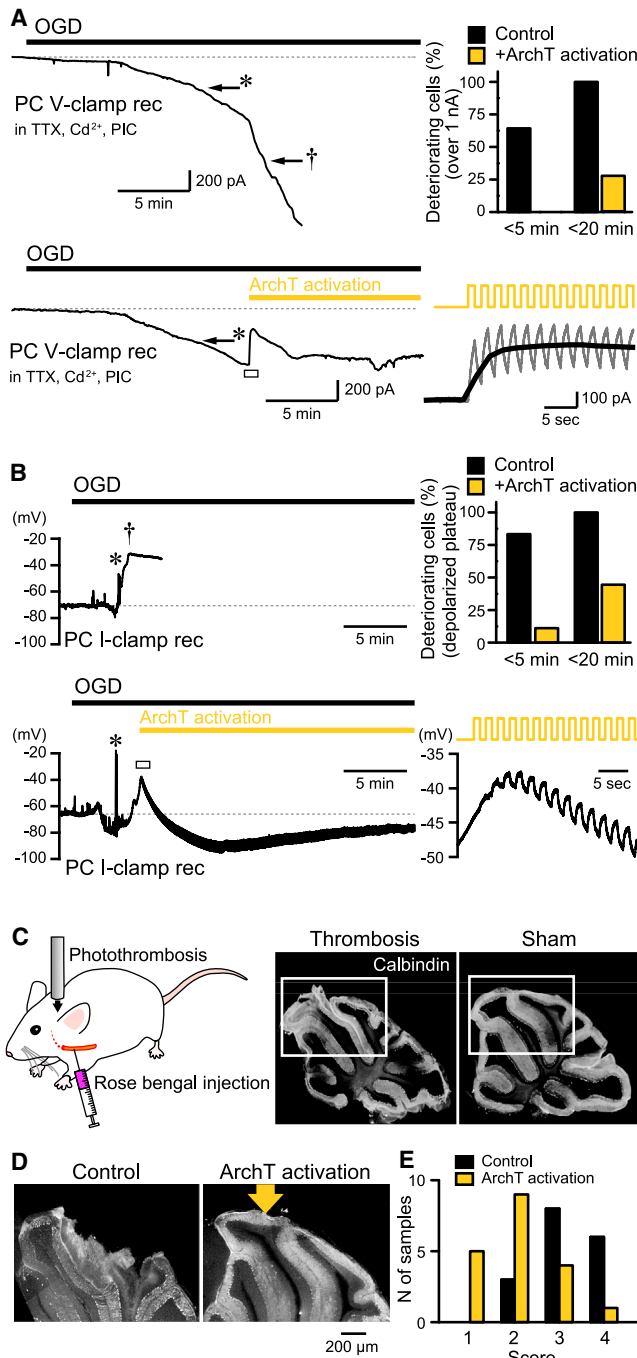 A
OGD
*
PC V-clamp rec
in TTX, Cd²⁺, PIC
†
200 pA
5 min
Control
+ArchT activation
Deteriorating cells (%)
(over 1 nA)
100
75
50
25
0
<5 min <20 min
OGD
ArchT activation
*
PC V-clamp rec
in TTX, Cd²⁺, PIC
200 pA
5 min
100 pA
5 sec
B
OGD
(mV)
-20
-40
-60
-80
-100
*
†
5 min
PC I-clamp rec
Control
+ArchT activation
Deteriorating cells (%)
(depolarized plateau)
100
75
50
25
0
<5 min <20 min
OGD
ArchT activation
(mV)
-20
-40
-60
-80
-100
*
5 min
PC I-clamp rec
(mV)
-35
-40
-45
-50
5 sec
C
Photothrombosis
Rose bengal injection
Thrombosis
Sham
Calbindin
D
Control
ArchT activation
200 µm
E
Control
ArchT activation
N of samples
10
5
0
1 2 3 4
Score